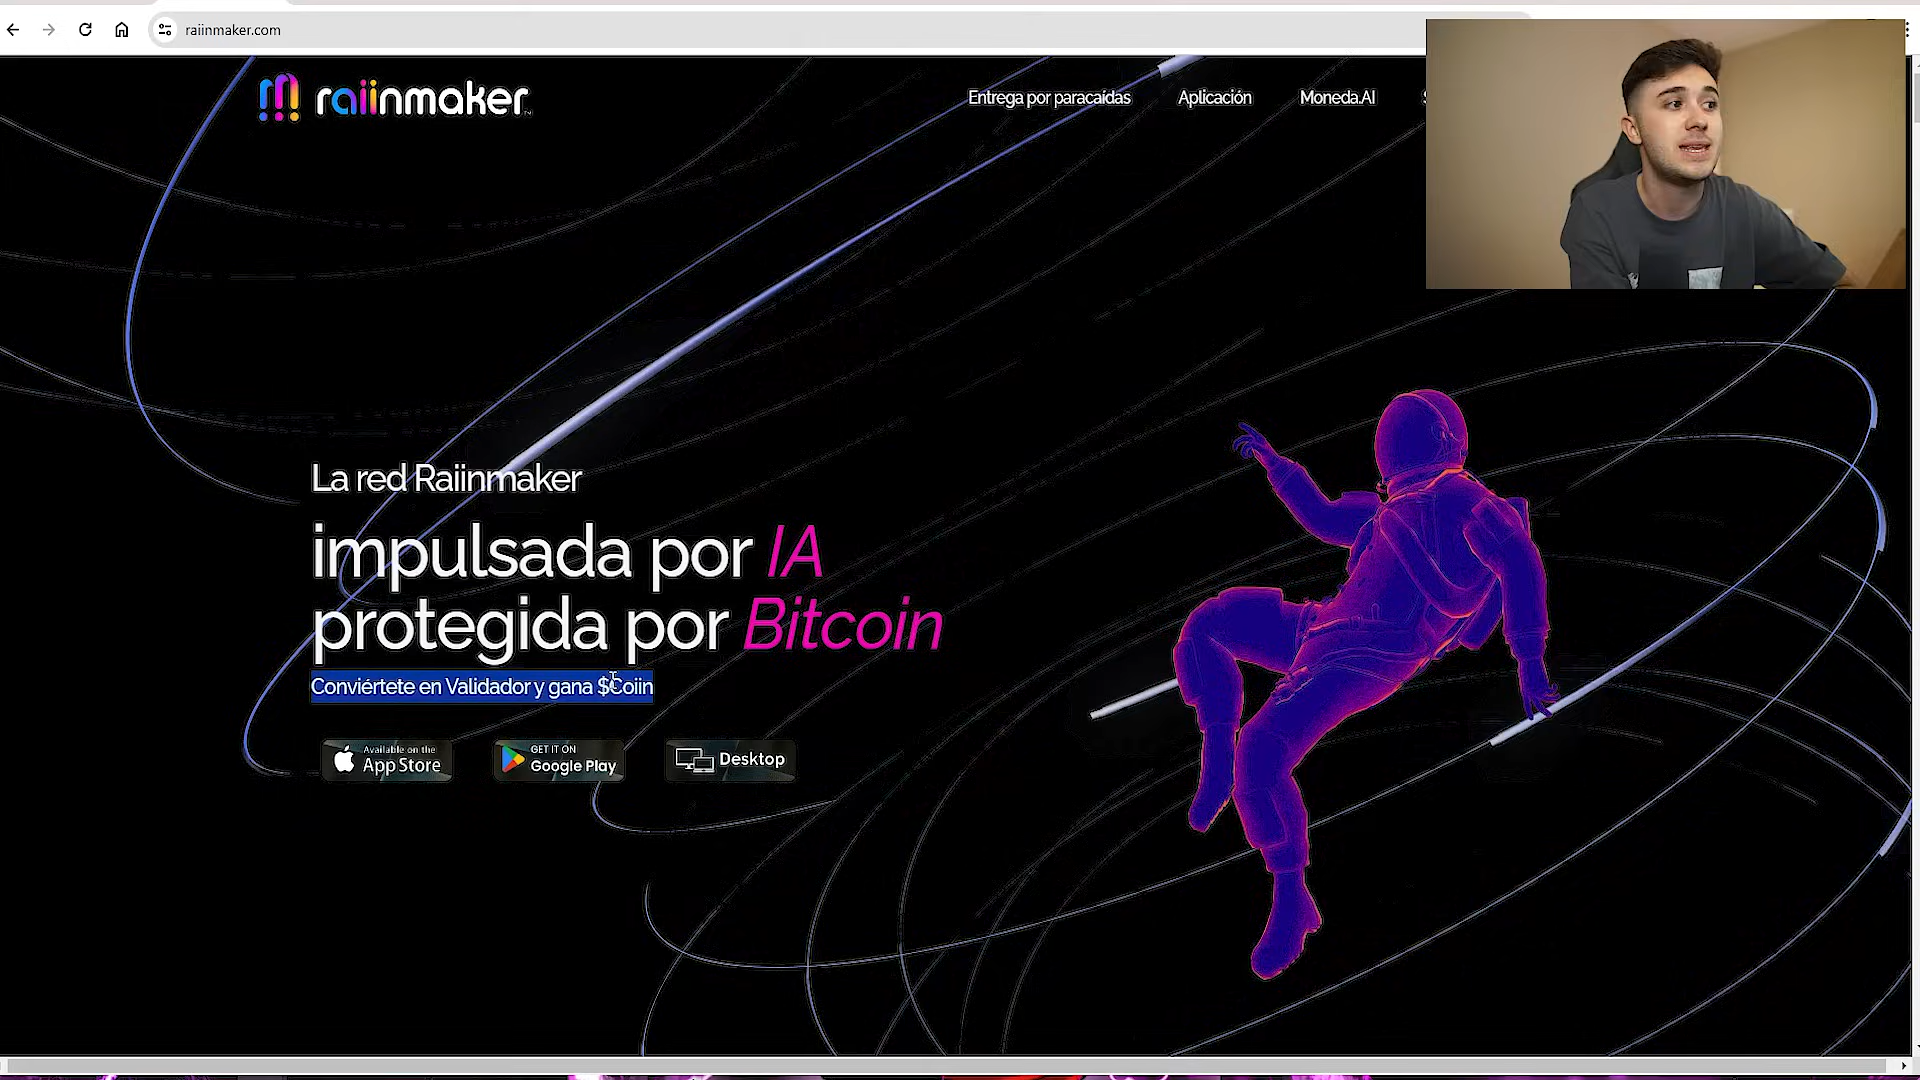 raiinmaker.com
raiinmaker
Entrega por paracaídas Aplicación Moneda.AI
La red Raiinmaker
impulsada por IA
protegida por Bitcoin
Conviértete en Validador y gana $Coiin
Available on the
App Store
GET IT ON
Google Play
Desktop